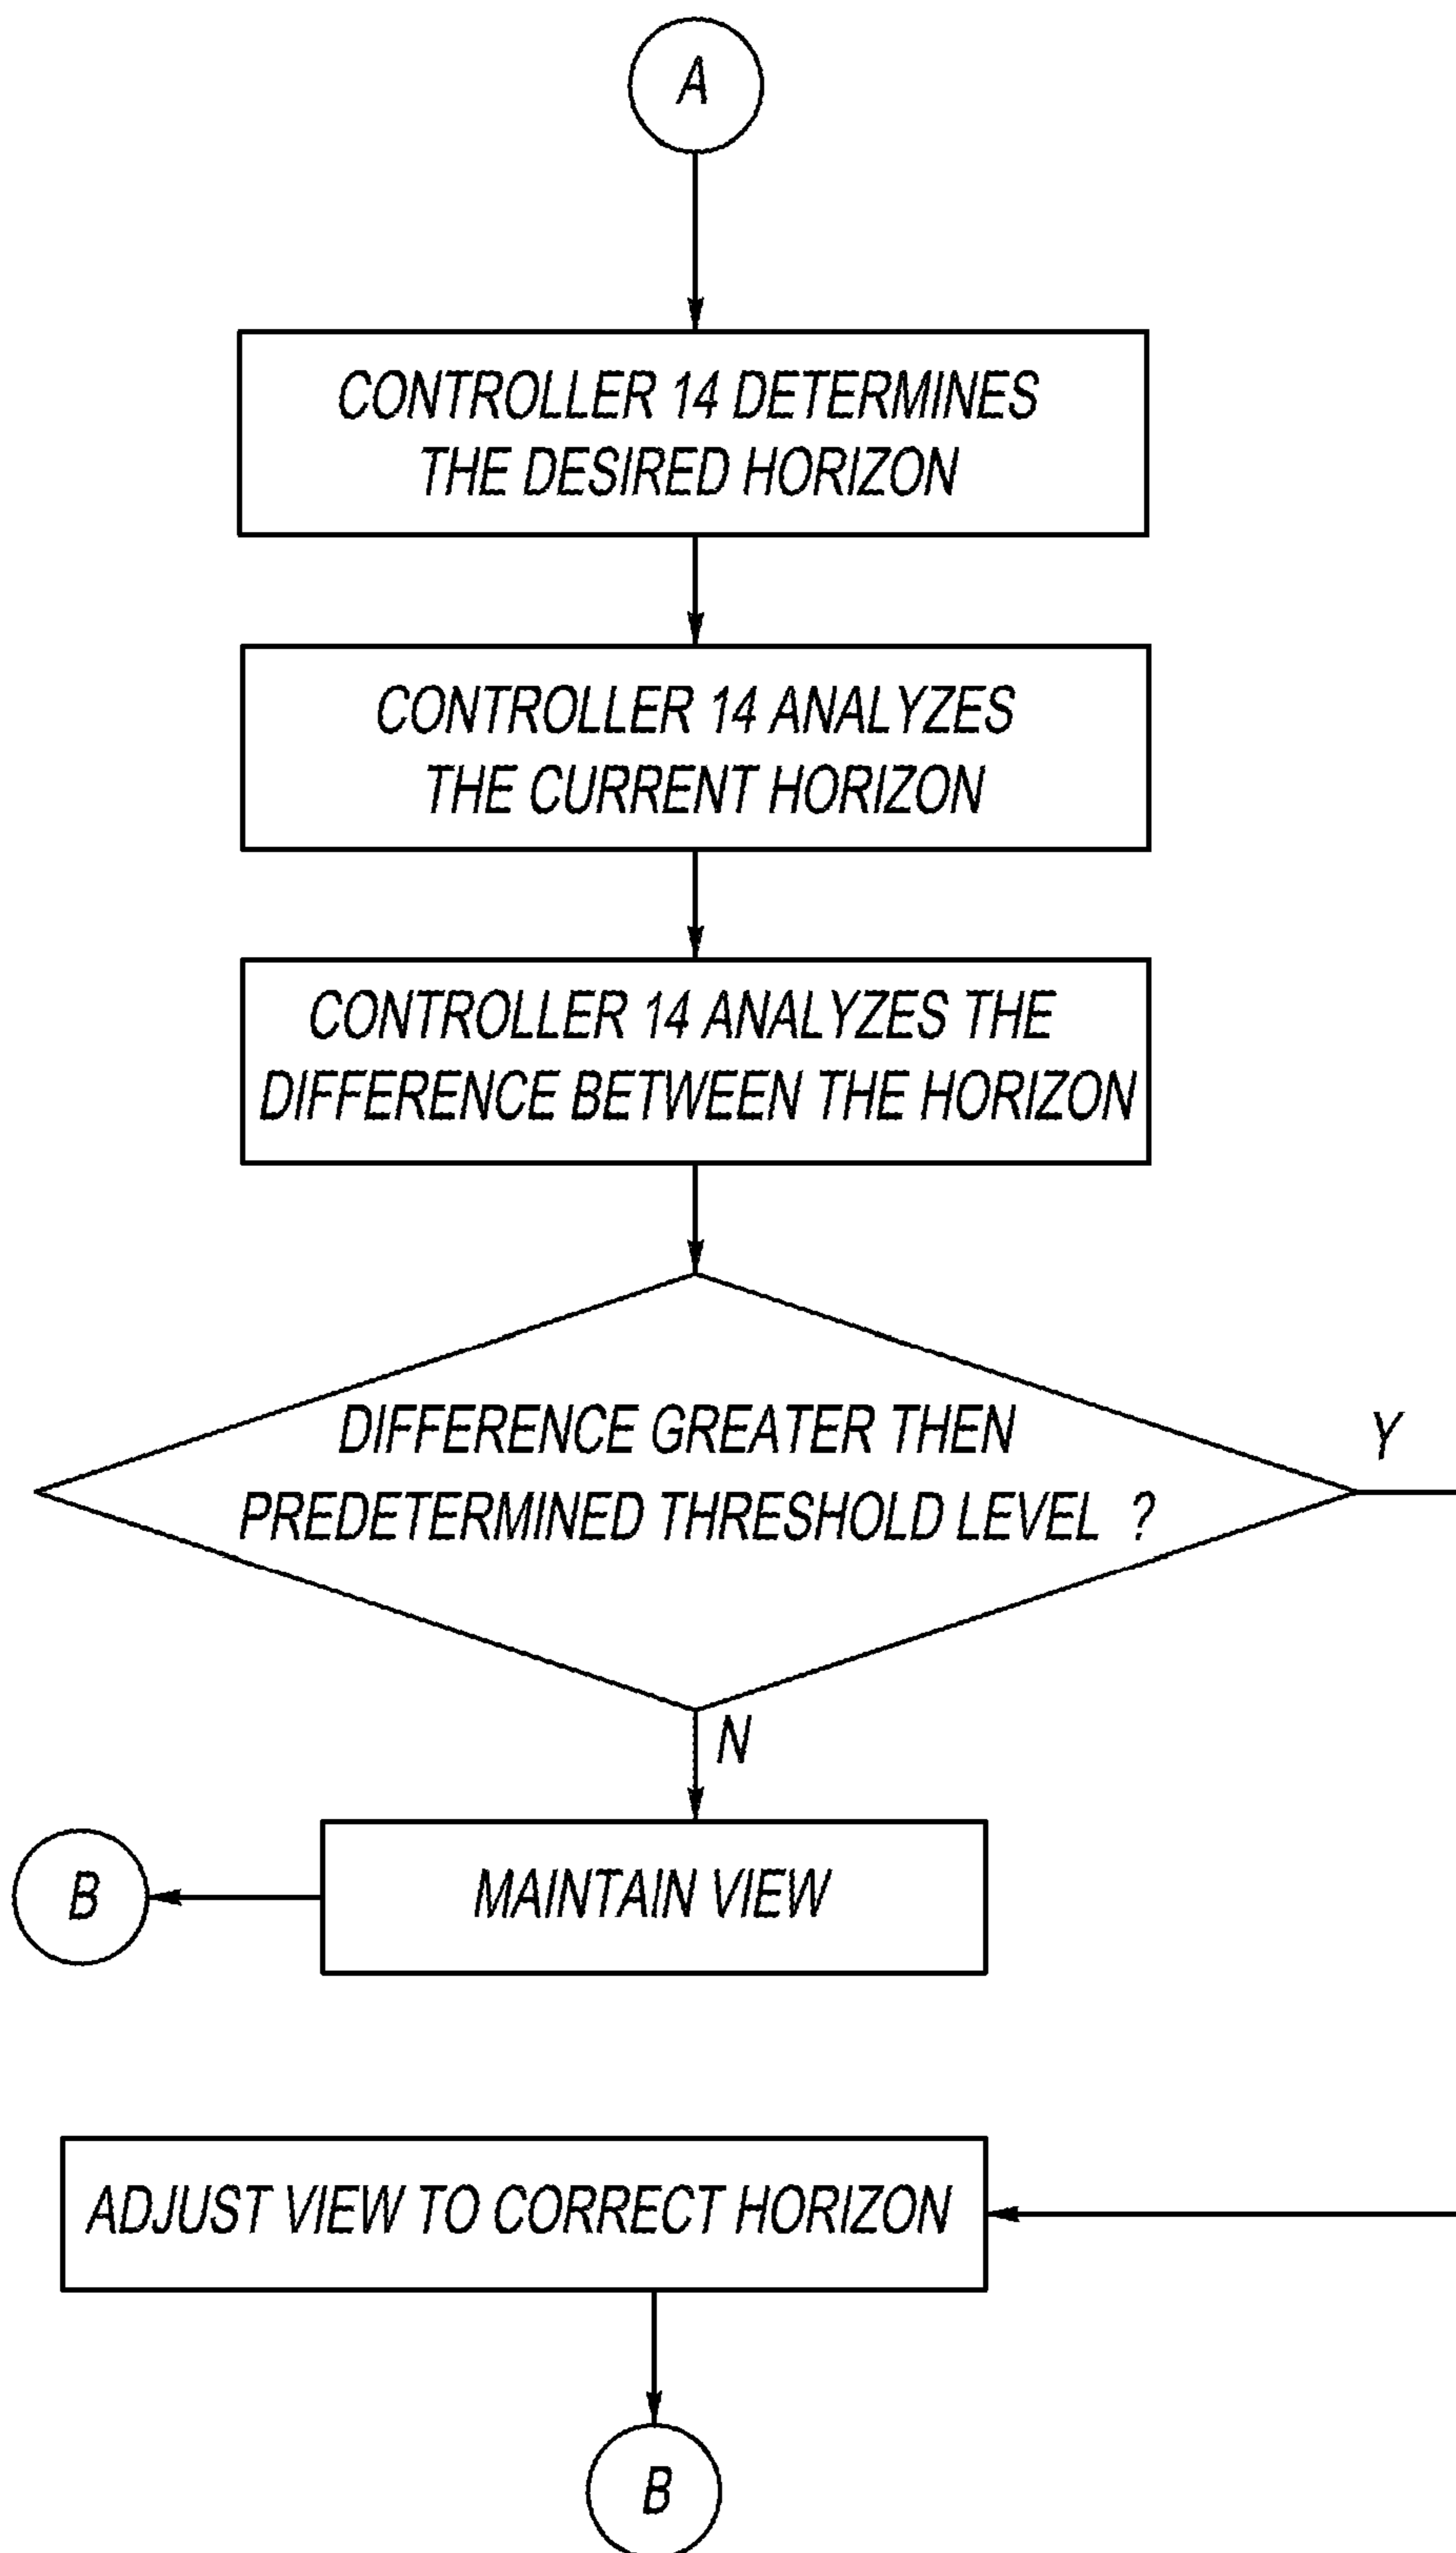 A
CONTROLLER 14 DETERMINES
THE DESIRED HORIZON
CONTROLLER 14 ANALYZES
THE CURRENT HORIZON
CONTROLLER 14 ANALYZES THE
DIFFERENCE BETWEEN THE HORIZON
DIFFERENCE GREATER THEN
PREDETERMINED THRESHOLD LEVEL ?
Y
N
MAINTAIN VIEW
B
ADJUST VIEW TO CORRECT HORIZON
B